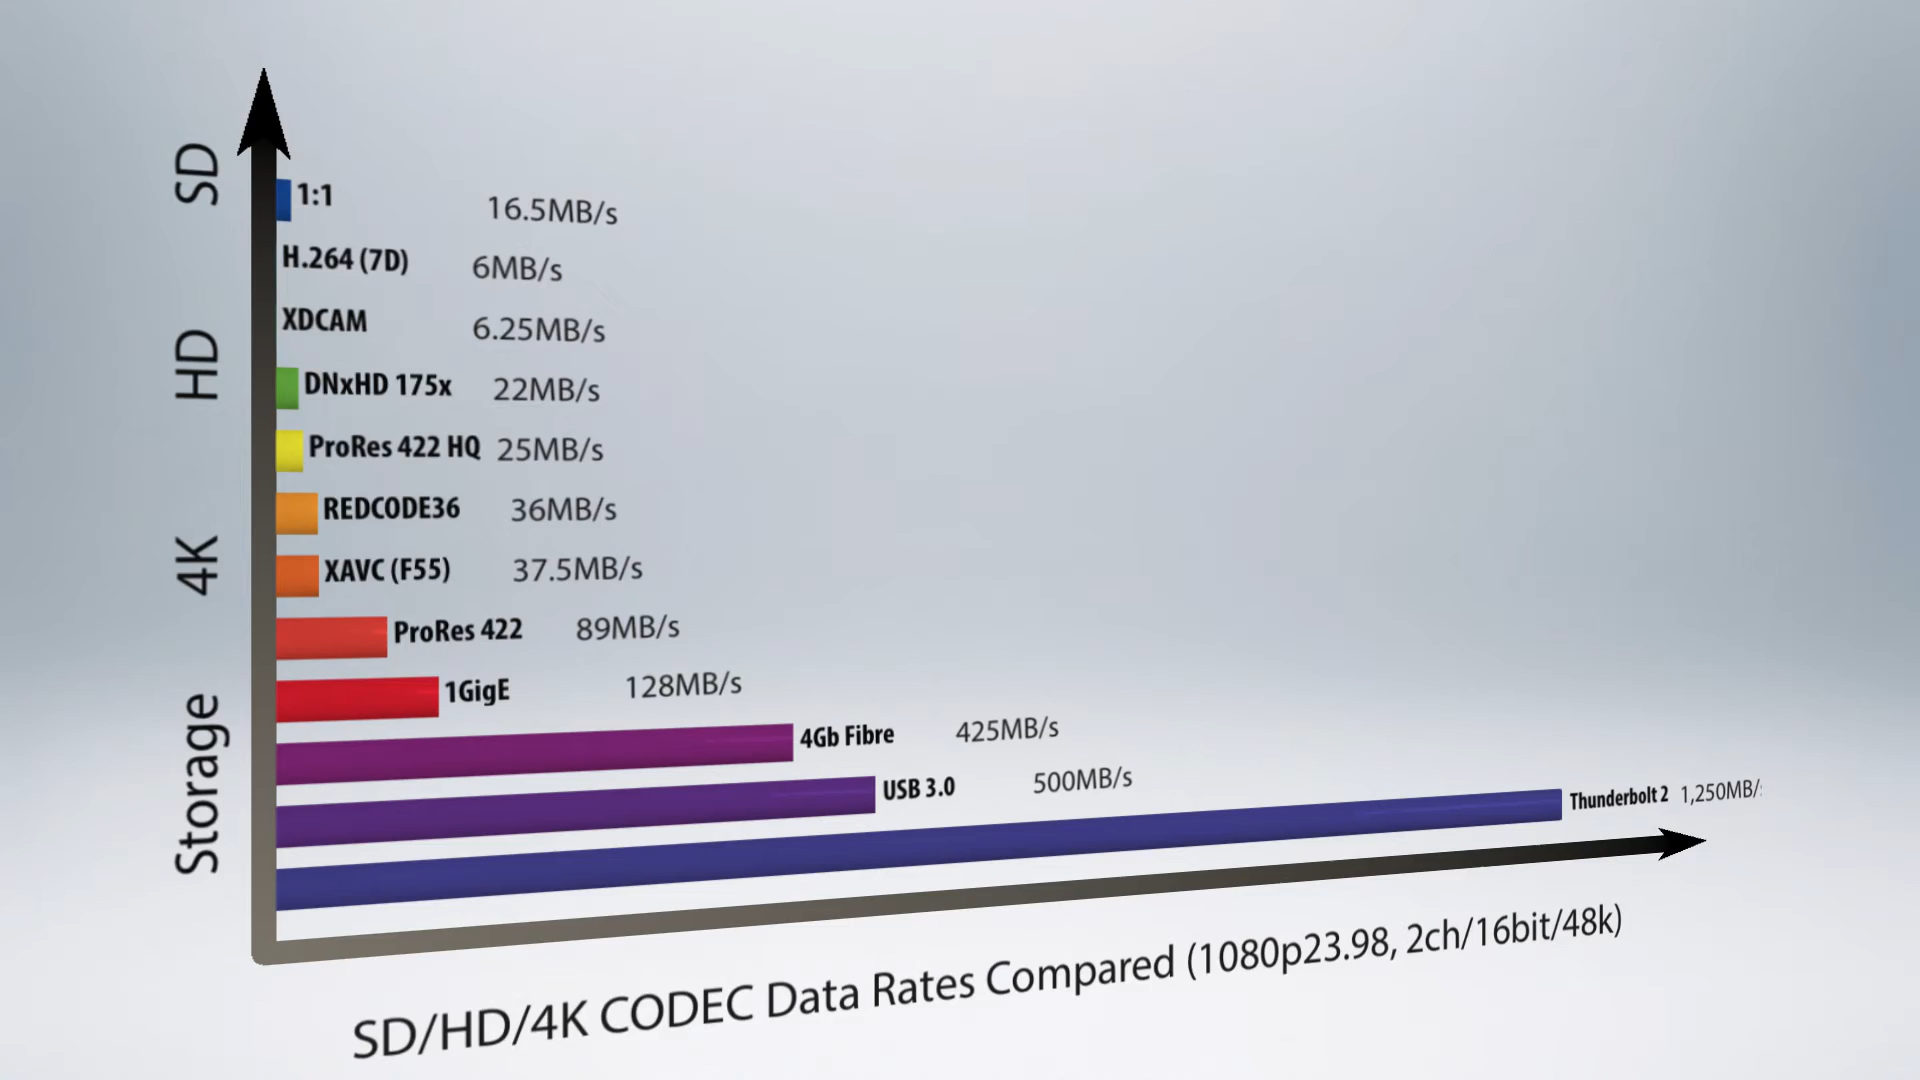 SD
1:1 16.5MB/s
H.264 (7D) 6MB/s
HD
XDCAM 6.25MB/s
DNxHD 175x 22MB/s
ProRes 422 HQ 25MB/s
4K
REDCODE36 36MB/s
XAVC (F55) 37.5MB/s
ProRes 422 89MB/s
Storage
1GigE 128MB/s
4Gb Fibre 425MB/s
USB 3.0 500MB/s
Thunderbolt 2 1,250MB/
SD/HD/4K CODEC Data Rates Compared (1080p23.98, 2ch/16bit/48k)